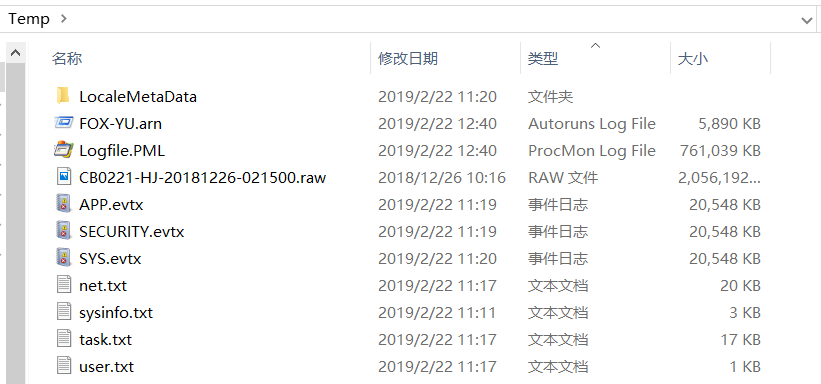 Temp
名称 修改日期 类型 大小
LocaleMetaData 2019/2/22 11:20 文件夹
FOX-YU.arn 2019/2/22 12:40 Autoruns Log File 5,890 KB
Logfile.PML 2019/2/22 12:40 ProcMon Log File 761,039 KB
CB0221-HJ-20181226-021500.raw 2018/12/26 10:16 RAW 文件 2,056,192...
APP.evtx 2019/2/22 11:19 事件日志 20,548 KB
SECURITY.evtx 2019/2/22 11:19 事件日志 20,548 KB
SYS.evtx 2019/2/22 11:20 事件日志 20,548 KB
net.txt 2019/2/22 11:17 文本文档 20 KB
sysinfo.txt 2019/2/22 11:11 文本文档 3 KB
task.txt 2019/2/22 11:17 文本文档 17 KB
user.txt 2019/2/22 11:17 文本文档 1 KB